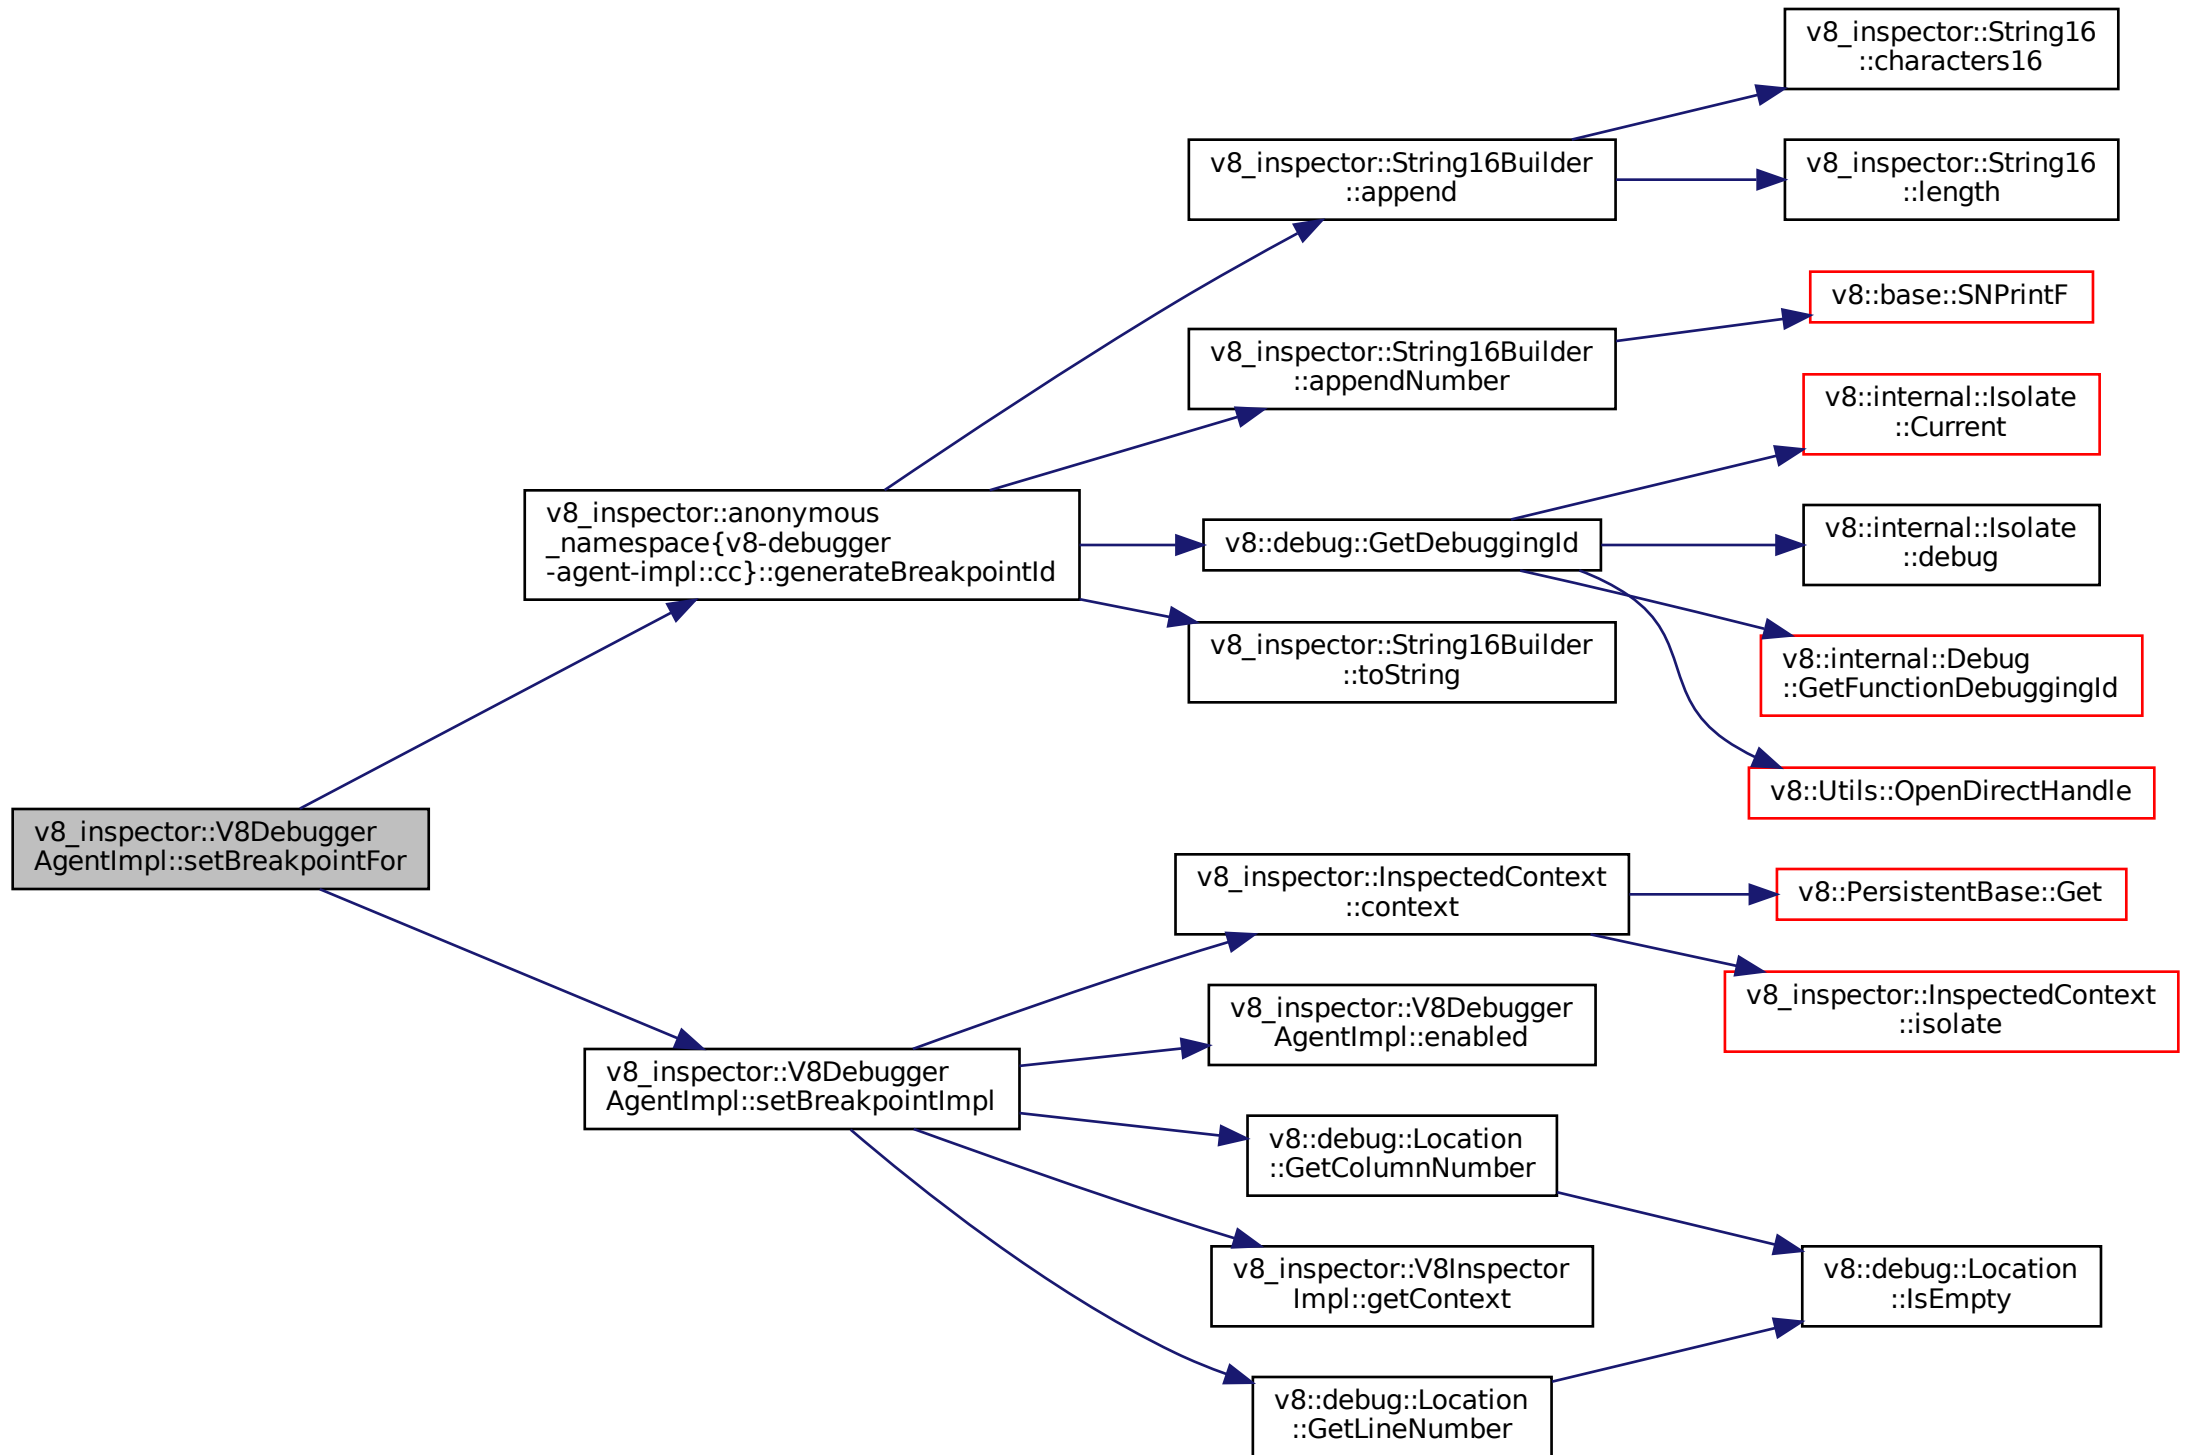 v8_inspector::V8Debugger
AgentImpl::setBreakpointFor
v8_inspector::anonymous
_namespace{v8-debugger
-agent-impl::cc}::generateBreakpointId
v8_inspector::V8Debugger
AgentImpl::setBreakpointImpl
v8_inspector::String16Builder
::append
v8_inspector::String16Builder
::appendNumber
v8::debug::GetDebuggingId
v8_inspector::String16Builder
::toString
v8_inspector::InspectedContext
::context
v8_inspector::V8Debugger
AgentImpl::enabled
v8::debug::Location
::GetColumnNumber
v8_inspector::V8Inspector
Impl::getContext
v8::debug::Location
::GetLineNumber
v8_inspector::String16
::characters16
v8_inspector::String16
::length
v8::base::SNPrintF
v8::internal::Isolate
::Current
v8::internal::Isolate
::debug
v8::internal::Debug
::GetFunctionDebuggingId
v8::Utils::OpenDirectHandle
v8::PersistentBase::Get
v8_inspector::InspectedContext
::isolate
v8::debug::Location
::IsEmpty